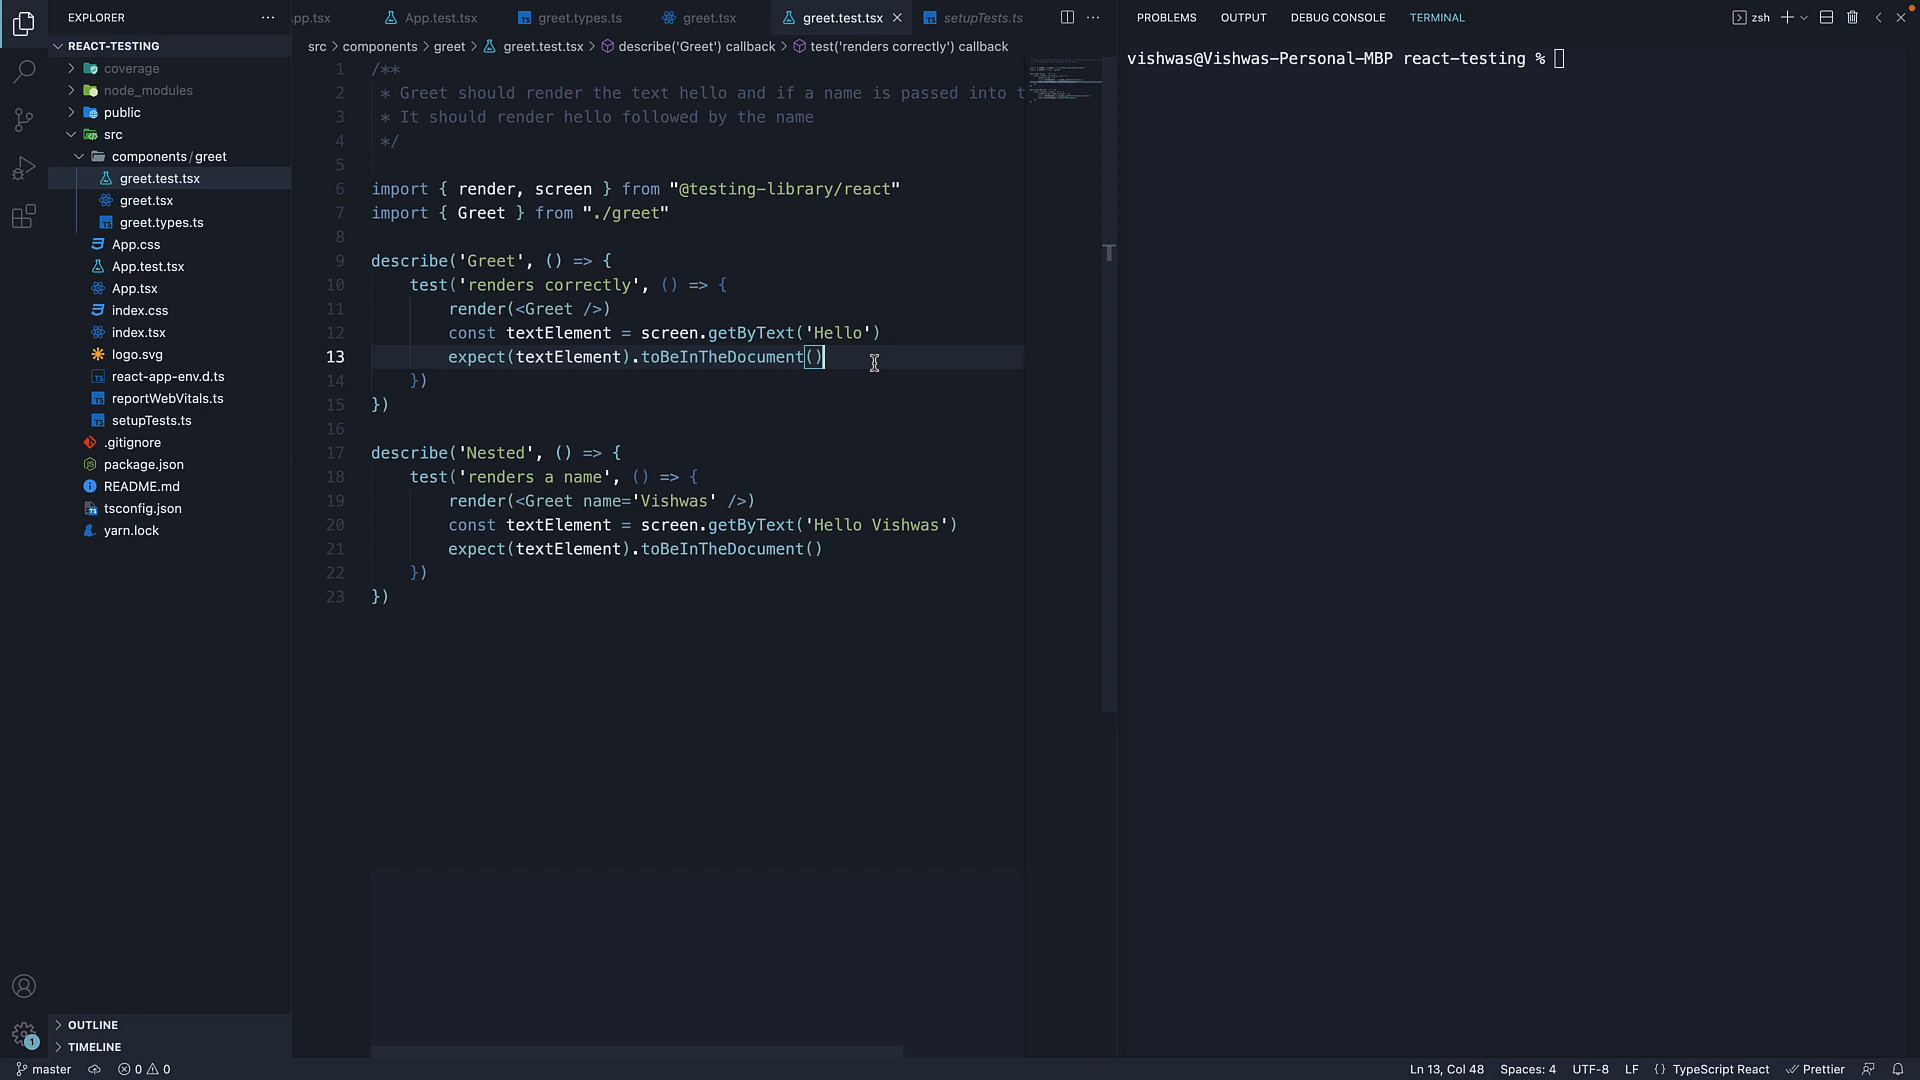 EXPLORER
REACT-TESTING
coverage
node_modules
public
src
components/greet
greet.test.tsx
greet.tsx
greet.types.ts
App.css
App.test.tsx
App.tsx
index.css
index.tsx
logo.svg
react-app-env.d.ts
reportWebVitals.ts
setupTests.ts
.gitignore
package.json
README.md
tsconfig.json
yarn.lock
OUTLINE
TIMELINE
pp.tsx App.test.tsx greet.types.ts greet.tsx greet.test.tsx setupTests.ts
src > components > greet > greet.test.tsx > describe('Greet') callback > test('renders correctly') callback
1 /**
2 * Greet should render the text hello and if a name is passed into t
3 * It should render hello followed by the name
4 */
5
6 import { render, screen } from "@testing-library/react"
7 import { Greet } from "./greet"
8
9 describe('Greet', () => {
10 test('renders correctly', () => {
11 render(<Greet />)
12 const textElement = screen.getByText('Hello')
13 expect(textElement).toBeInTheDocument()
14 })
15 })
16
17 describe('Nested', () => {
18 test('renders a name', () => {
19 render(<Greet name='Vishwas' />)
20 const textElement = screen.getByText('Hello Vishwas')
21 expect(textElement).toBeInTheDocument()
22 })
23 })
PROBLEMS OUTPUT DEBUG CONSOLE TERMINAL zsh
vishwas@Vishwas-Personal-MBP react-testing %
1
master 0 0 Ln 13, Col 48 Spaces: 4 UTF-8 LF {} TypeScript React Prettier